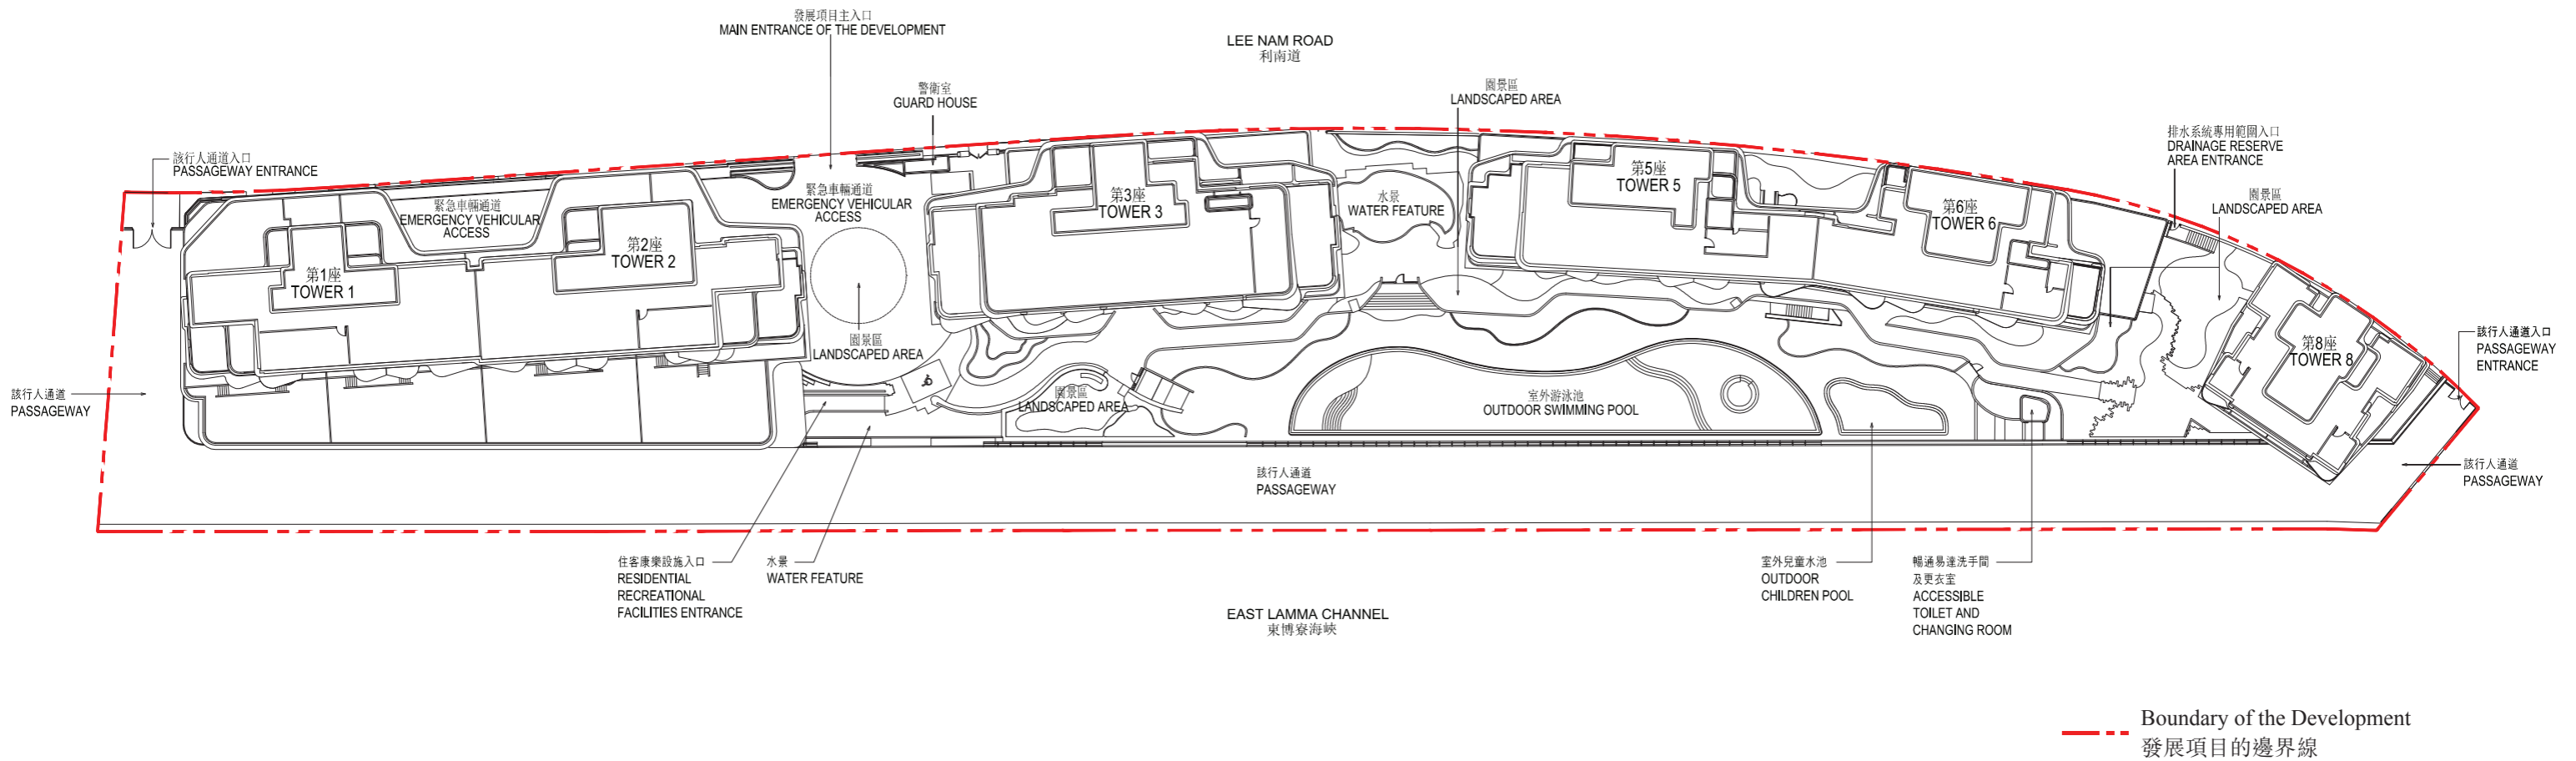 發展項目主入口
MAIN ENTRANCE OF THE DEVELOPMENT
LEE NAM ROAD
利南道
警衛室
GUARD HOUSE
園景區
LANDSCAPED AREA
該行人通道入口
PASSAGEWAY ENTRANCE
排水系統專用範圍入口
DRAINAGE RESERVE
AREA ENTRANCE
園景區
LANDSCAPED AREA
緊急車輛通道
EMERGENCY VEHICULAR
ACCESS
緊急車輛通道
EMERGENCY VEHICULAR
ACCESS
第1座
TOWER 1
第2座
TOWER 2
第3座
TOWER 3
水景
WATER FEATURE
第5座
TOWER 5
第6座
TOWER 6
第8座
TOWER 8
該行人通道入口
PASSAGEWAY
ENTRANCE
園景區
LANDSCAPED AREA
該行人通道
PASSAGEWAY
園景區
LANDSCAPED AREA
室外游泳池
OUTDOOR SWIMMING POOL
該行人通道
PASSAGEWAY
該行人通道
PASSAGEWAY
住客康樂設施入口
RESIDENTIAL
RECREATIONAL
FACILITIES ENTRANCE
水景
WATER FEATURE
室外兒童水池
OUTDOOR
CHILDREN POOL
暢通易達洗手間
及更衣室
ACCESSIBLE
TOILET AND
CHANGING ROOM
EAST LAMMA CHANNEL
東博寮海峽
Boundary of the Development
發展項目的邊界線